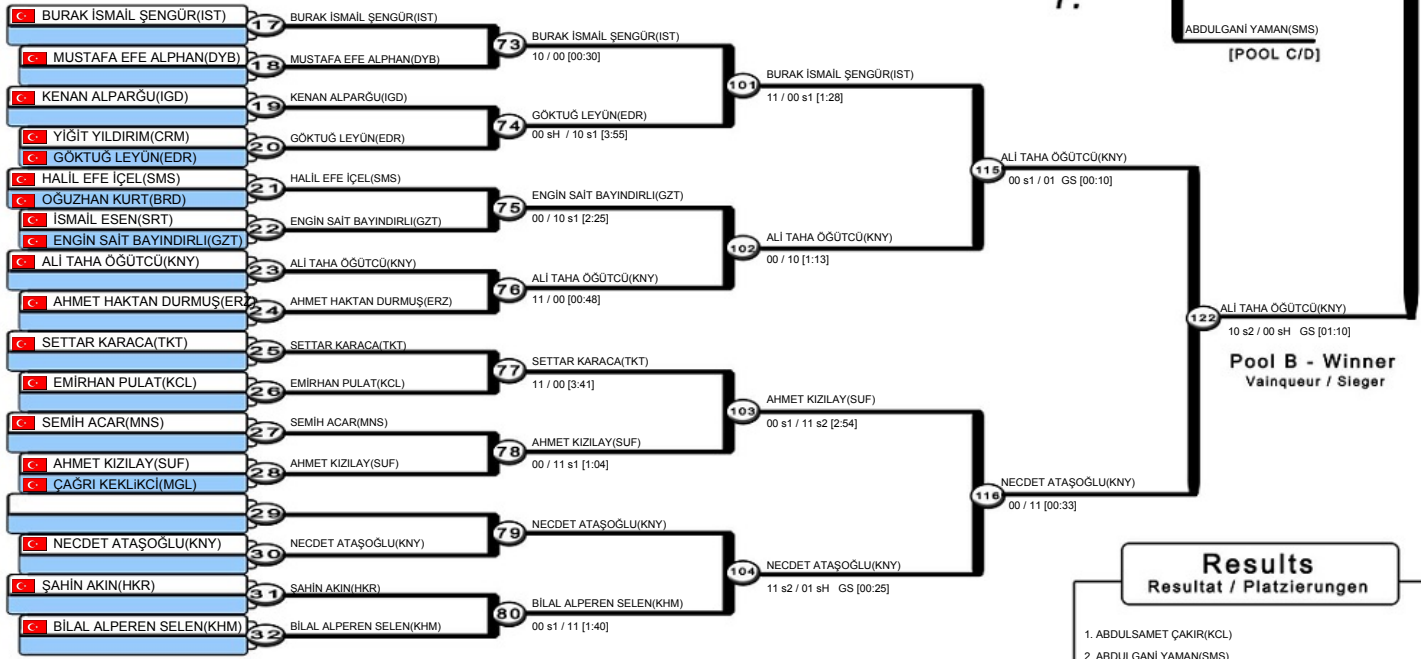 BURAK İSMAİL ŞENGÜR(IST)
MUSTAFA EFE ALPHAN(DYB)
KENAN ALPARĞU(IGD)
YİĞİT YILDIRIM(CRM)
GÖKTUĞ LEYÜN(EDR)
HALİL EFE İÇEL(SMS)
OĞUZHAN KURT(BRD)
İSMAİL ESEN(SRT)
ENGİN SAİT BAYINDIRLI(GZT)
ALİ TAHA ÖĞÜTCÜ(KNY)
AHMET HAKTAN DURMUŞ(ERZ)
SETTAR KARACA(TKT)
EMİRHAN PULAT(KCL)
SEMİH ACAR(MNS)
AHMET KIZILAY(SUF)
ÇAĞRI KEKLiKCİ(MGL)
NECDET ATAŞOĞLU(KNY)
ŞAHİN AKIN(HKR)
BİLAL ALPEREN SELEN(KHM)
17 BURAK İSMAİL ŞENGÜR(IST)
18 MUSTAFA EFE ALPHAN(DYB)
19 KENAN ALPARĞU(IGD)
20 GÖKTUĞ LEYÜN(EDR)
21 HALİL EFE İÇEL(SMS)
22 ENGİN SAİT BAYINDIRLI(GZT)
23 ALİ TAHA ÖĞÜTCÜ(KNY)
24 AHMET HAKTAN DURMUŞ(ERZ)
25 SETTAR KARACA(TKT)
26 EMİRHAN PULAT(KCL)
27 SEMİH ACAR(MNS)
28 AHMET KIZILAY(SUF)
29
30 NECDET ATAŞOĞLU(KNY)
31 ŞAHİN AKIN(HKR)
32 BİLAL ALPEREN SELEN(KHM)
73 BURAK İSMAİL ŞENGÜR(IST)
10 / 00 [00:30]
74 GÖKTUĞ LEYÜN(EDR)
00 sH / 10 s1 [3:55]
75 ENGİN SAİT BAYINDIRLI(GZT)
00 / 10 s1 [2:25]
76 ALİ TAHA ÖĞÜTCÜ(KNY)
11 / 00 [00:48]
77 SETTAR KARACA(TKT)
11 / 00 [3:41]
78 AHMET KIZILAY(SUF)
00 / 11 s1 [1:04]
79 NECDET ATAŞOĞLU(KNY)
80 BİLAL ALPEREN SELEN(KHM)
00 s1 / 11 [1:40]
101 BURAK İSMAİL ŞENGÜR(IST)
11 / 00 s1 [1:28]
102 ALİ TAHA ÖĞÜTCÜ(KNY)
00 / 10 [1:13]
103 AHMET KIZILAY(SUF)
00 s1 / 11 s2 [2:54]
104 NECDET ATAŞOĞLU(KNY)
11 s2 / 01 sH GS [00:25]
115 ALİ TAHA ÖĞÜTCÜ(KNY)
00 s1 / 01 GS [00:10]
116 NECDET ATAŞOĞLU(KNY)
00 / 11 [00:33]
122 ALİ TAHA ÖĞÜTCÜ(KNY)
10 s2 / 00 sH GS [01:10]
Pool B - Winner
Vainqueur / Sieger
ABDULGANİ YAMAN(SMS)
[POOL C/D]
Results
Resultat / Platzierungen
1. ABDULSAMET ÇAKIR(KCL)
2. ABDULGANİ YAMAN(SMS)